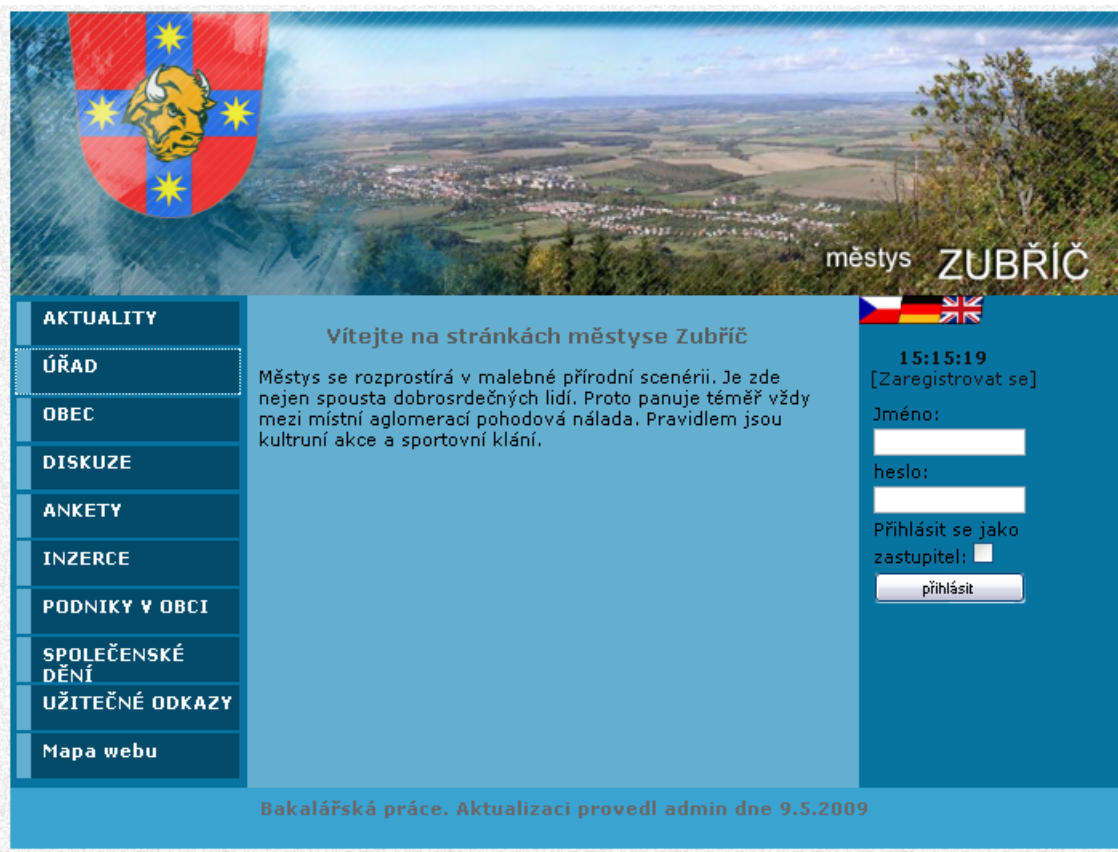 městys ZUBŘÍČ
AKTUALITY
ÚŘAD
OBEC
DISKUZE
ANKETY
INZERCE
PODNIKY V OBCI
SPOLEČENSKÉ
DĚNÍ
UŽITEČNÉ ODKAZY
Mapa webu
Vítejte na stránkách městyse Zubříč
Městys se rozprostírá v malebné přírodní scenérii. Je zde
nejen spousta dobrosrdečných lidí. Proto panuje téměř vždy
mezi místní aglomerací pohodová nálada. Pravidlem jsou
kultruní akce a sportovní klání.
15:15:19
[Zaregistrovat se]
Jméno:
heslo:
Přihlásit se jako
zastupitel:
přihlásit
Bakalářská práce. Aktualizaci provedl admin dne 9.5.2009